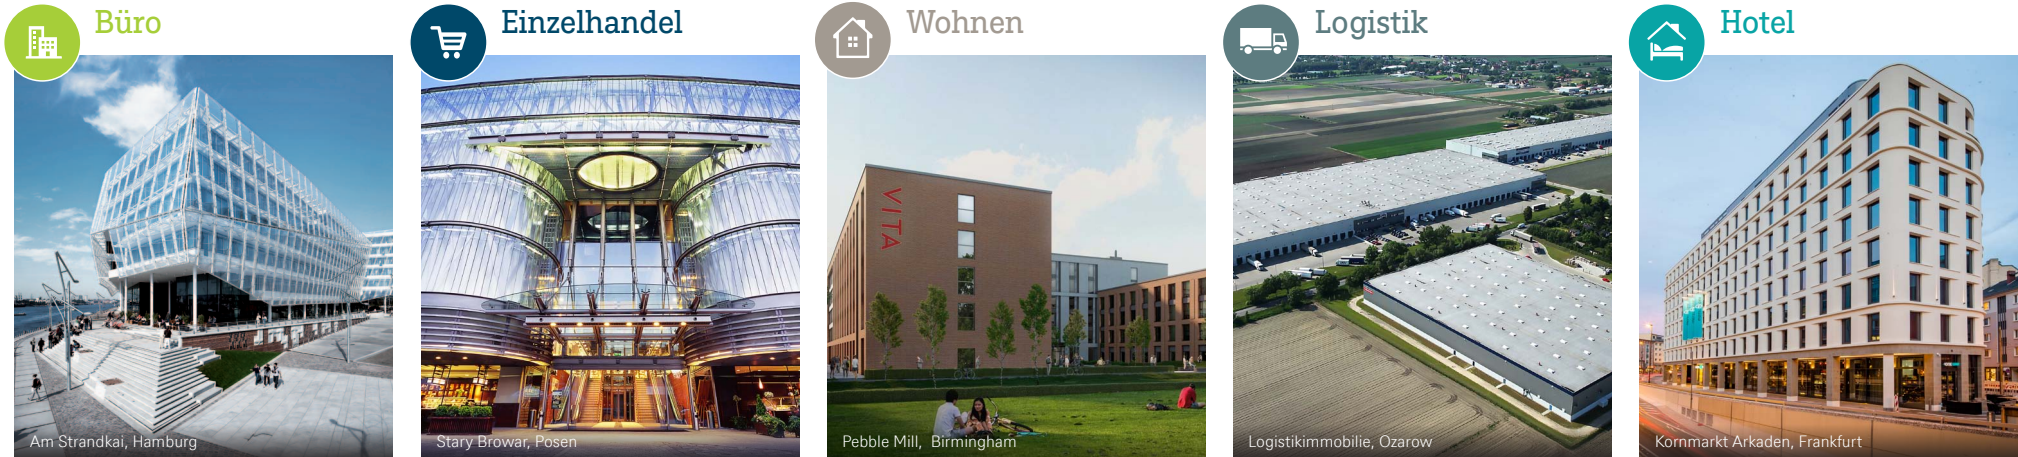 Büro
Einzelhandel
Wohnen
Logistik
Hotel
VITA
Am Strandkai, Hamburg
Stary Browar, Posen
Pebble Mill, Birmingham
Logistikimmobilie, Ozarow
Kornmarkt Arkaden, Frankfurt